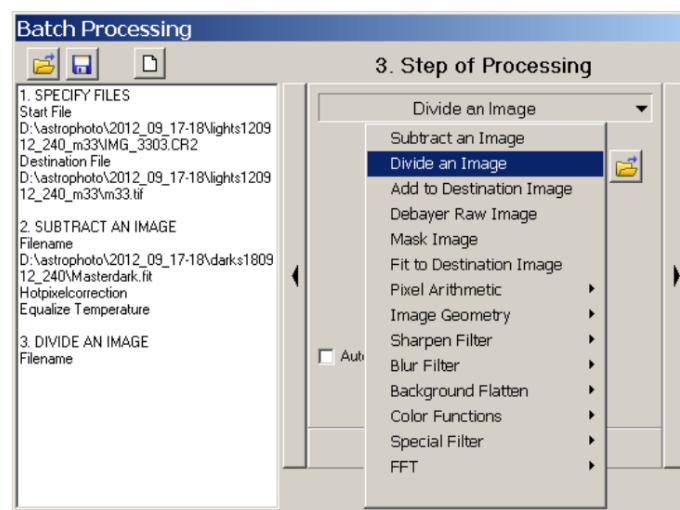 Batch Processing
3. Step of Processing
1. SPECIFY FILES
Start File
D:\astrophoto\2012_09_17-18\lights1209
12_240_m33\IMG_3303.CR2
Destination File
D:\astrophoto\2012_09_17-18\lights1209
12_240_m33\m33.tif
2. SUBTRACT AN IMAGE
Filename
D:\astrophoto\2012_09_17-18\darks1809
12_240\Masterdark.fit
Hotpixelcorrection
Equalize Temperature
3. DIVIDE AN IMAGE
Filename
Divide an Image
Subtract an Image
Divide an Image
Add to Destination Image
Debayer Raw Image
Mask Image
Fit to Destination Image
Pixel Arithmetic
Image Geometry
Sharpen Filter
Blur Filter
Background Flatten
Color Functions
Special Filter
FFT